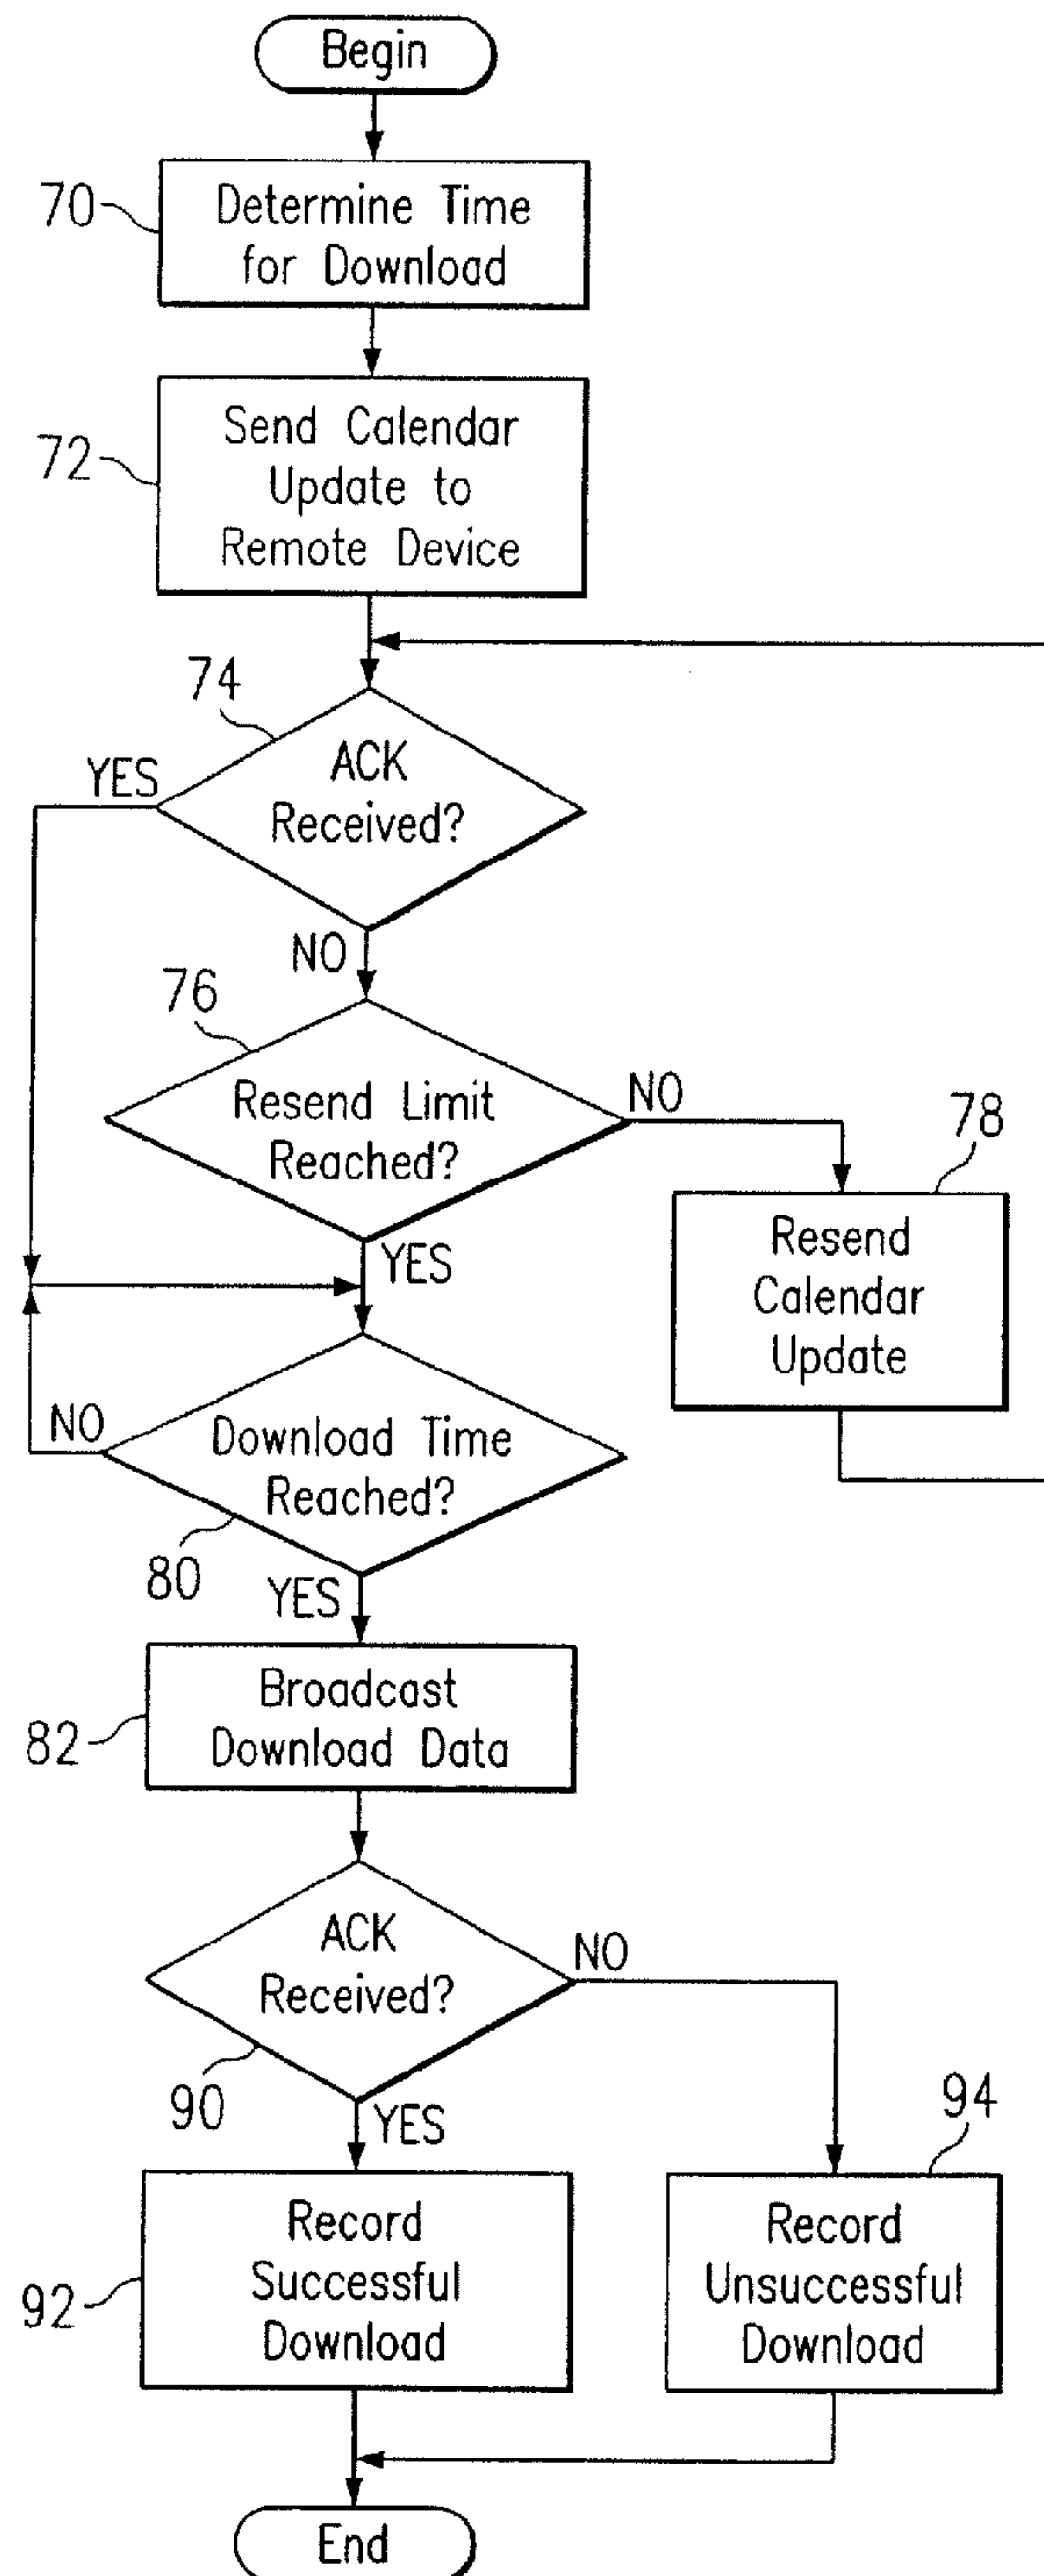 Begin
70
Determine Time
for Download
72
Send Calendar
Update to
Remote Device
74
YES
ACK
Received?
NO
76
Resend Limit
Reached?
NO
78
YES
Resend
Calendar
Update
NO
Download Time
Reached?
80
YES
82
Broadcast
Download Data
ACK
Received?
NO
90
YES
94
92
Record
Successful
Download
Record
Unsuccessful
Download
End